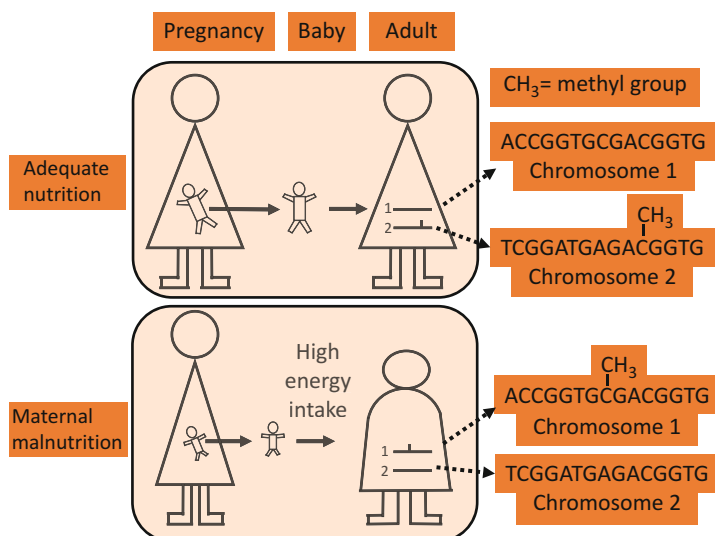 Pregnancy Baby Adult
CH₃= methyl group
Adequate
nutrition
1
2
ACCGGTGCGACGGTG
Chromosome 1
CH₃
TCGGATGAGACGGTG
Chromosome 2
Maternal
malnutrition
High
energy
intake
1
2
CH₃
ACCGGTGCGACGGTG
Chromosome 1
TCGGATGAGACGGTG
Chromosome 2